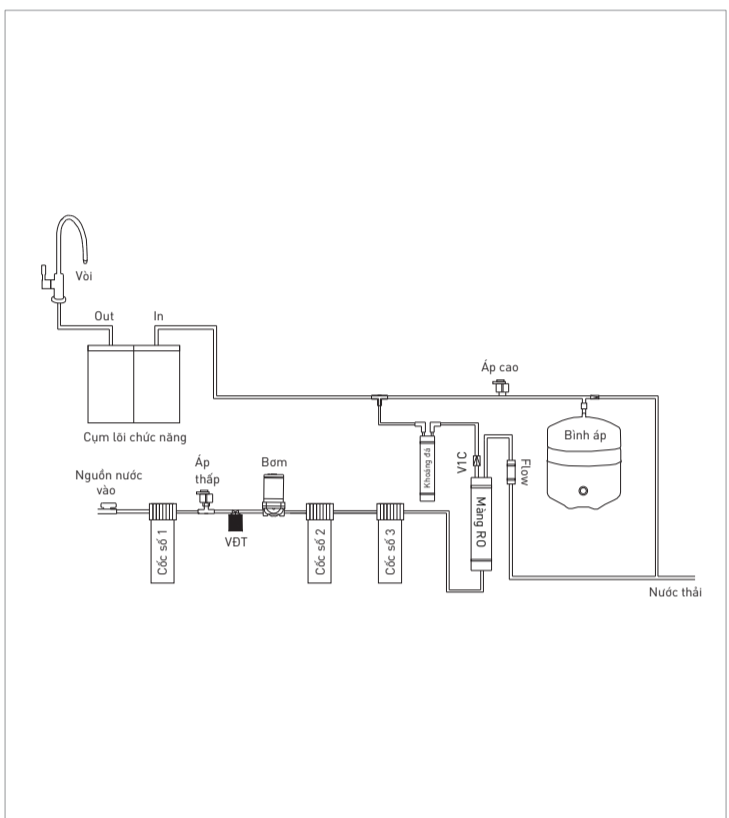 Vòi
Out
In
Áp cao
Cụm lõi chức năng
Khoáng đá
Bình áp
Nguồn nước
vào
Áp
thấp
Bơm
V1C
Flow
Cốc số 1
VĐT
Cốc số 2
Cốc số 3
Màng RO
Nước thải